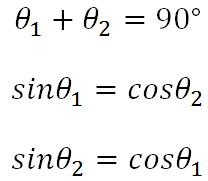 θ₁ + θ₂ = 90°
sinθ₁ = cosθ₂
sinθ₂ = cosθ₁